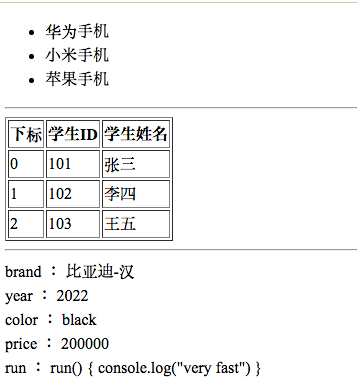 华为手机
小米手机
苹果手机
下标 学生ID 学生姓名
0 101 张三
1 102 李四
2 103 王五
brand ： 比亚迪-汉
year ： 2022
color ： black
price ： 200000
run ： run() { console.log("very fast") }